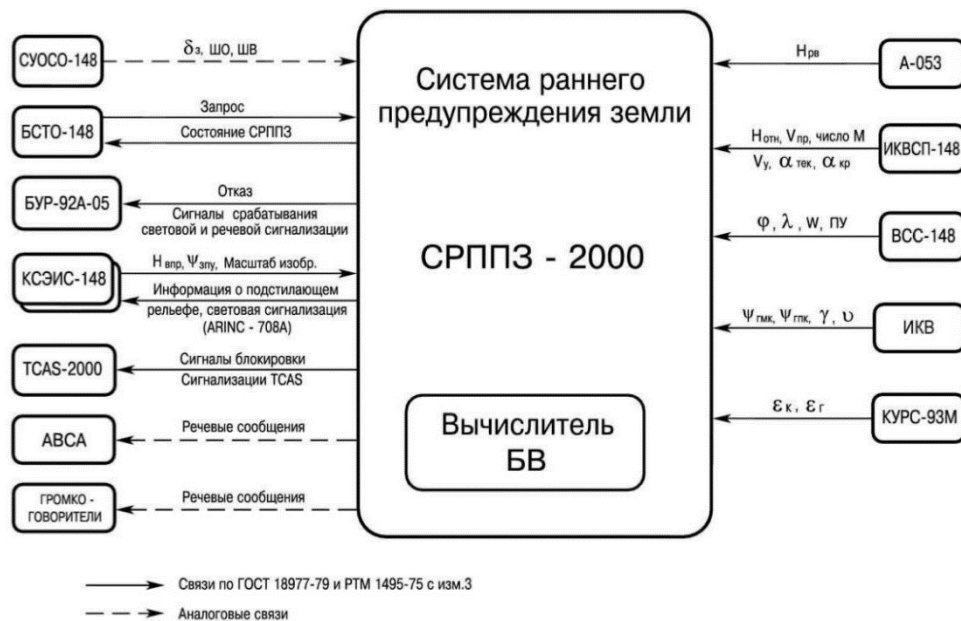 СУОСО-148
δз, ШО, ШВ
БСТО-148
Запрос
Состояние СРППЗ
БУР-92А-05
Отказ
Сигналы срабатывания
световой и речевой сигнализации
КСЭИС-148
H впр, Ψзпу, Масштаб изобр.
Информация о подстилающем
рельефе, световая сигнализация
(ARINC - 708A)
TCAS-2000
Сигналы блокировки
Сигнализации TCAS
АВСА
Речевые сообщения
ГРОМКО -
ГОВОРИТЕЛИ
Речевые сообщения
Система раннего
предупреждения земли
СРППЗ - 2000
Вычислитель
БВ
Hрв
А-053
Hотн, Vпр, число М
Vу, α тек, α кр
ИКВСП-148
φ, λ, W, ПУ
ВСС-148
Ψгмк, Ψгпк, γ, υ
ИКВ
εк, εг
КУРС-93М
Связи по ГОСТ 18977-79 и РТМ 1495-75 с изм.3
Аналоговые связи